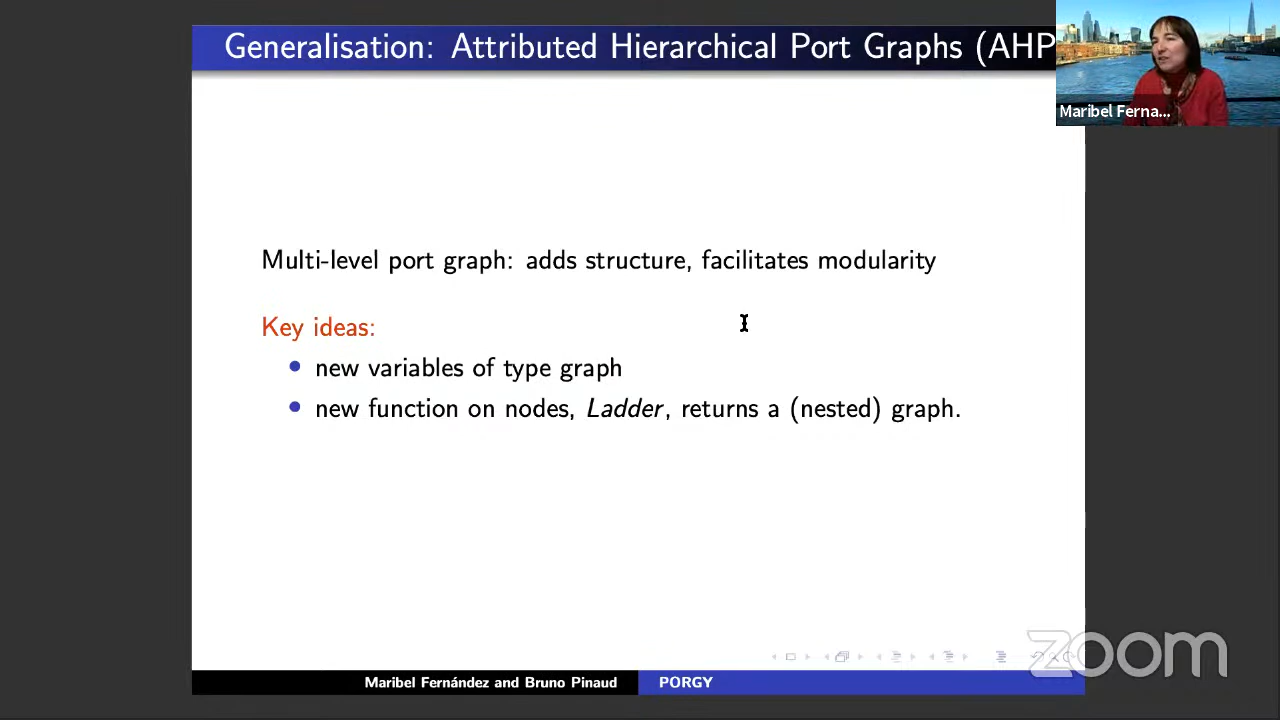 Generalisation: Attributed Hierarchical Port Graphs (AHP
Maribel Ferna...
Multi-level port graph: adds structure, facilitates modularity
Key ideas:
• new variables of type graph
• new function on nodes, Ladder, returns a (nested) graph.
zoom
Maribel Fernández and Bruno Pinaud
PORGY